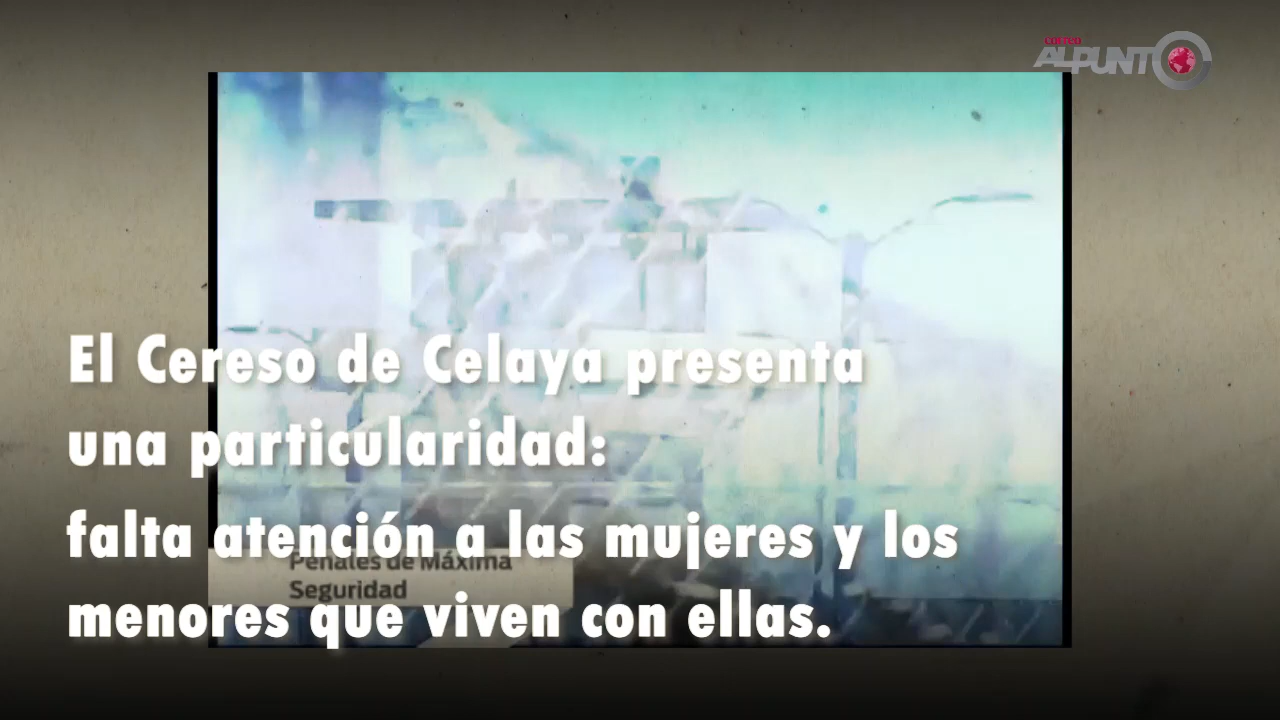 correo
ALPUNTO
El Cereso de Celaya presenta
una particularidad:
falta atención a las mujeres y los
Penales de Máxima
Seguridad
menores que viven con ellas.